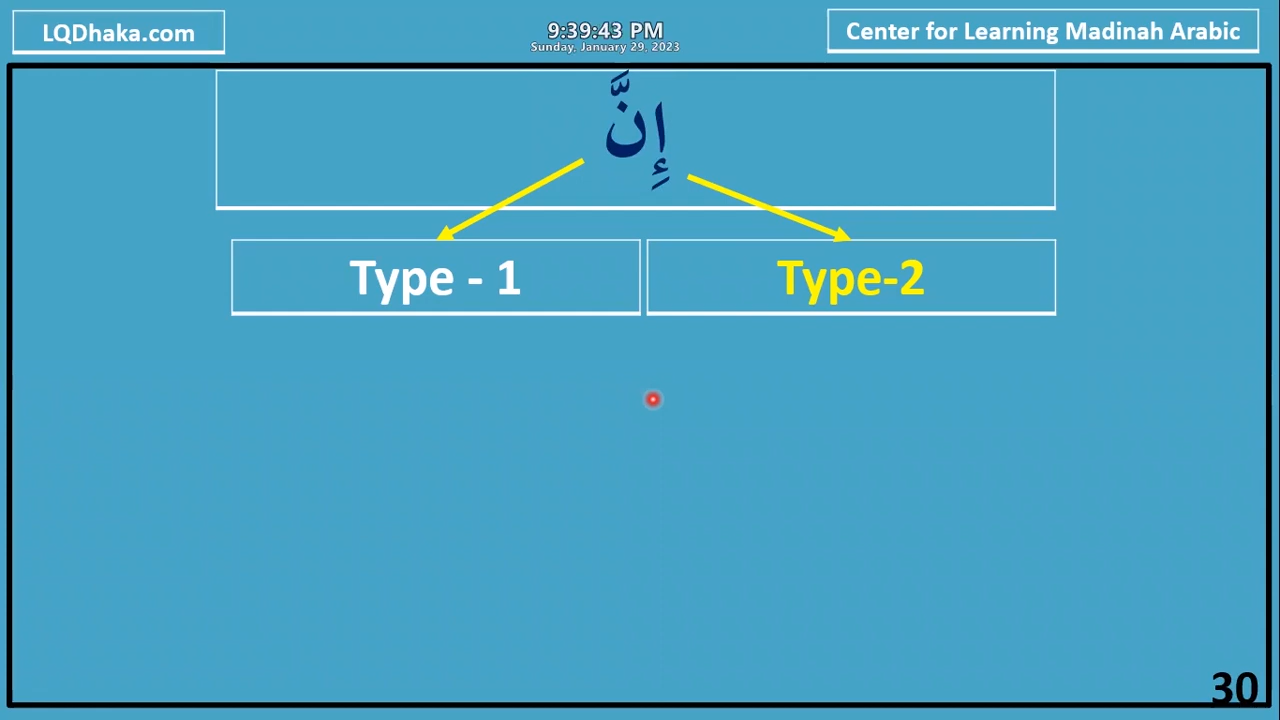 LQDhaka.com
9:39:43 PM
Sunday, January 29, 2023
Center for Learning Madinah Arabic
إِنَّ
Type - 1
Type-2
30